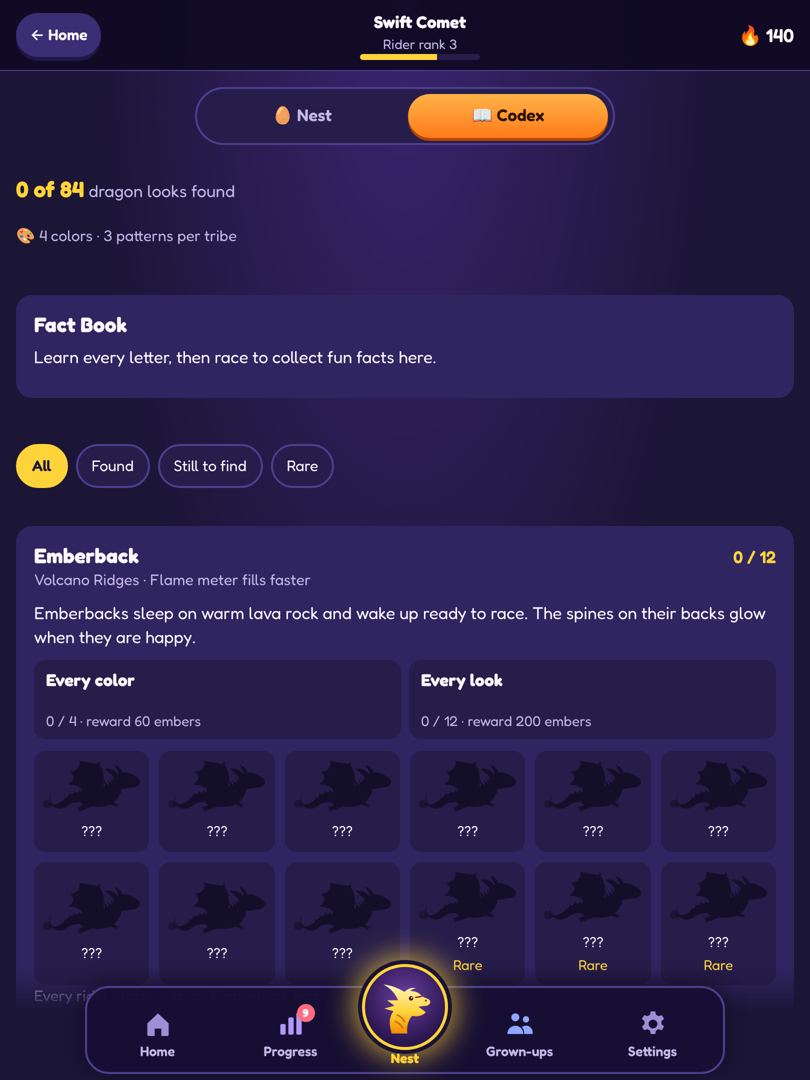 ← Home
Swift Comet
Rider rank 3
140
Nest
Codex
0 of 84 dragon looks found
4 colors · 3 patterns per tribe
Fact Book
Learn every letter, then race to collect fun facts here.
All
Found
Still to find
Rare
Emberback
0 / 12
Volcano Ridges · Flame meter fills faster
Emberbacks sleep on warm lava rock and wake up ready to race. The spines on their backs glow
when they are happy.
Every color
0 / 4 · reward 60 embers
Every look
0 / 12 · reward 200 embers
???
???
???
???
???
???
???
???
???
???
???
???
Rare
Rare
Rare
Every
Home
9
Progress
Nest
Grown-ups
Settings